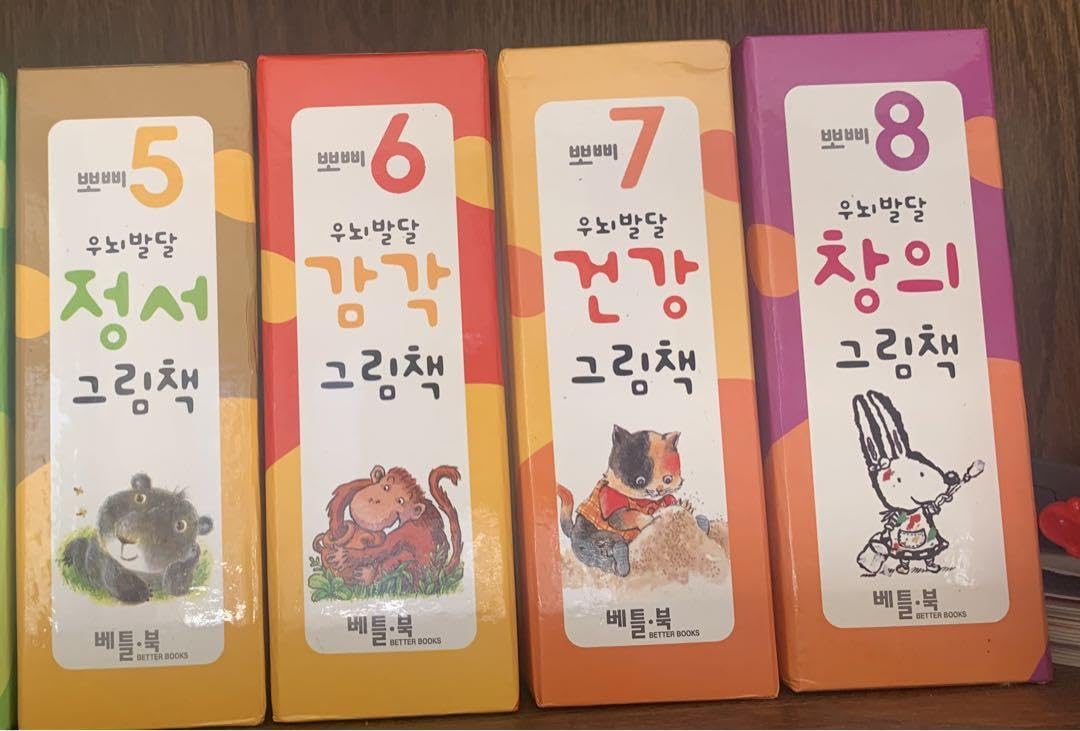 뽀삐 5
우뇌발달
정서
그림책
베틀·북
BETTER BOOKS
뽀삐 6
우뇌발달
감각
그림책
베틀·북
BETTER BOOKS
뽀삐 7
우뇌발달
건강
그림책
베틀·북
BETTER BOOKS
뽀삐 8
우뇌발달
창의
그림책
베틀·북
BETTER BOOKS